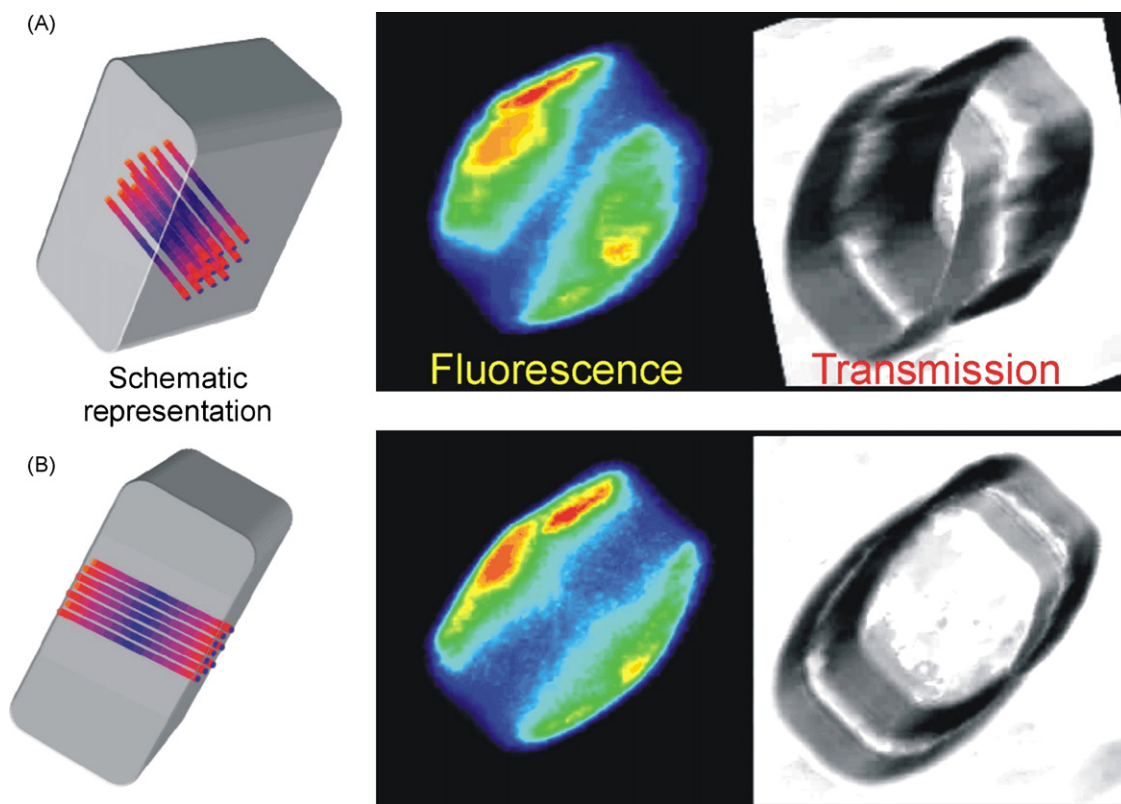 (A)
Fluorescence
Transmission
Schematic
representation
(B)